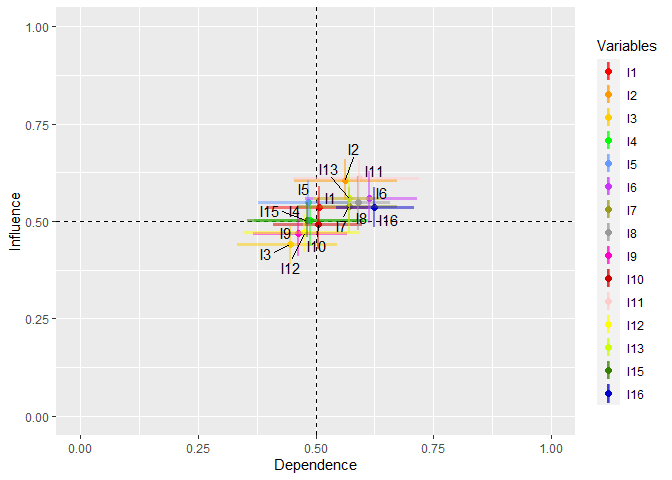 1.00
0.75
0.50
0.25
0.00
Influence
I2
I13
I11
I5
I6
I1
I15
I4
I16
I8
I7
I9
I10
I3
I12
0.00
0.25
0.50
0.75
1.00
Dependence
Variables
I1
I2
I3
I4
I5
I6
I7
I8
I9
I10
I11
I12
I13
I15
I16